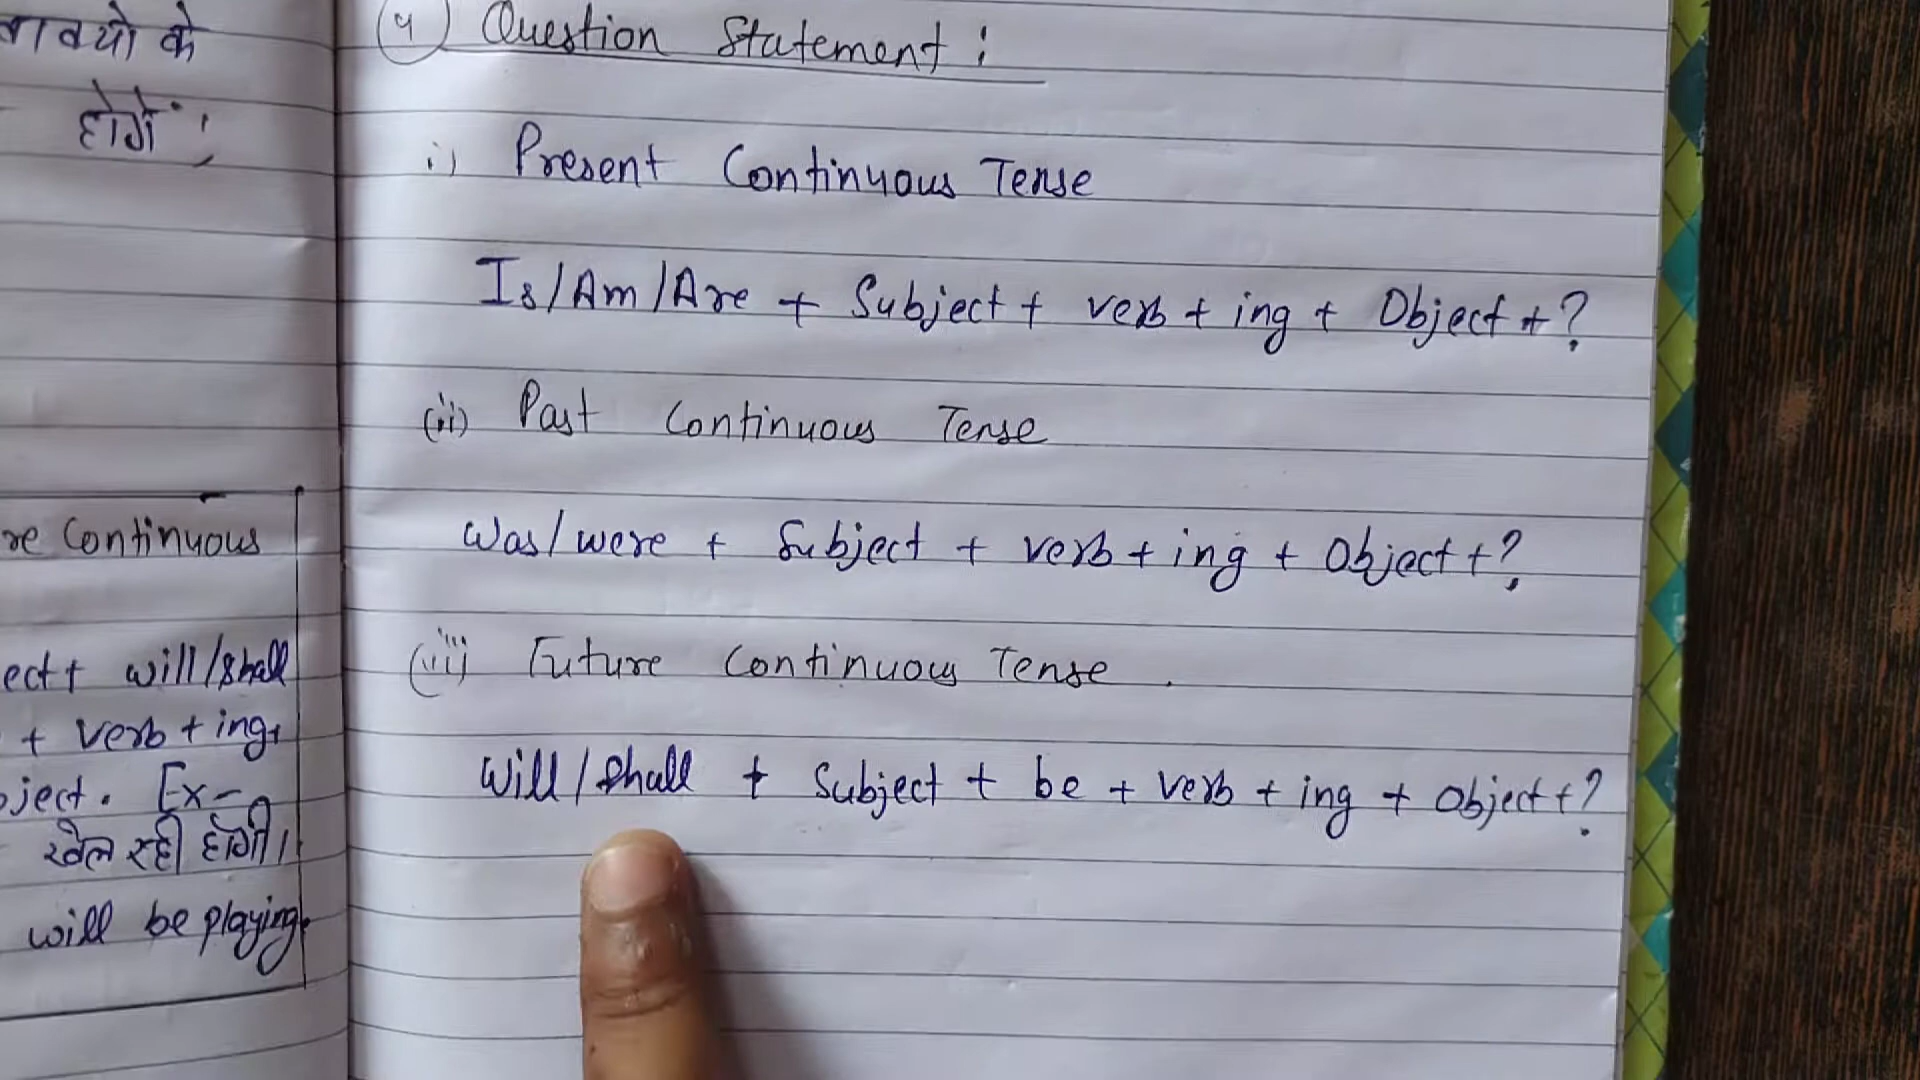 वाक्यो के
होगें :
re Continuous
ect + will/shall
+ verb + ing +
ject. Ex-
खेल रही होगी।
will be playing
(4) Question Statement :
i) Present Continuous Tense
Is/Am/Are + Subject + verb + ing + Object + ?
(ii) Past Continuous Tense
Was/were + Subject + verb + ing + Object + ?
(iii) Future Continuous Tense.
Will/Shall + Subject + be + verb + ing + Object + ?